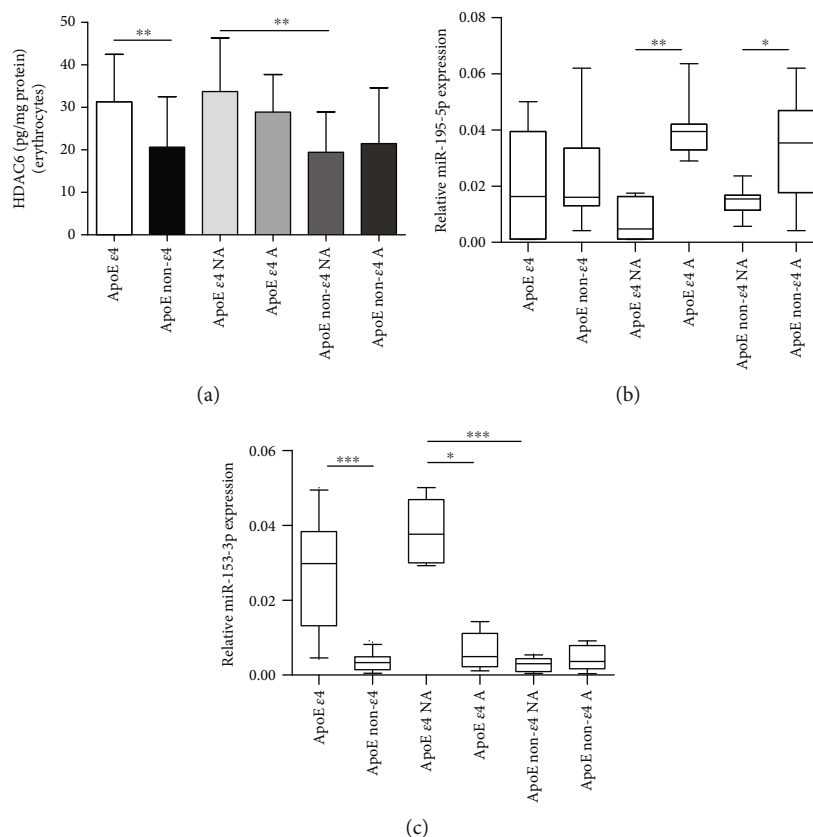 HDAC6 (pg/mg protein)
(erythrocytes)
50
40
30
20
10
0
**
**
ApoE ε4
ApoE non-ε4
ApoE ε4 NA
ApoE ε4 A
ApoE non-ε4 NA
ApoE non-ε4 A
(a)
Relative miR-195-5p expression
0.08
0.06
0.04
0.02
0.00
**
*
ApoE ε4
ApoE non-ε4
ApoE ε4 NA
ApoE ε4 A
ApoE non-ε4 NA
ApoE non-ε4 A
(b)
Relative miR-153-3p expression
0.06
0.04
0.02
0.00
***
***
*
ApoE ε4
ApoE non-ε4
ApoE ε4 NA
ApoE ε4 A
ApoE non-ε4 NA
ApoE non-ε4 A
(c)